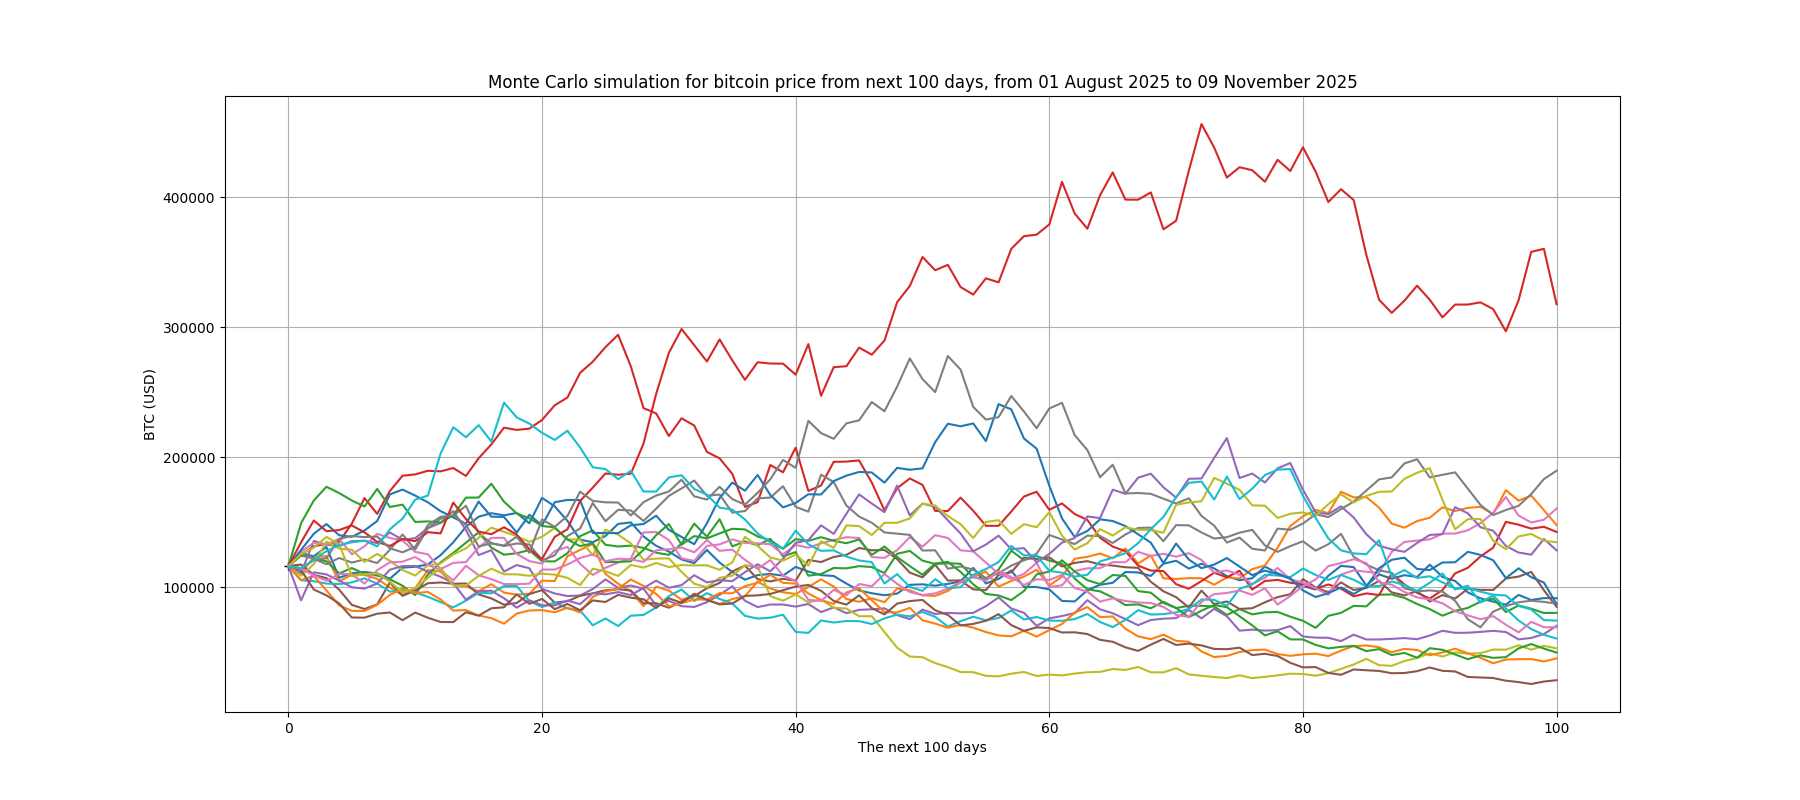 Monte Carlo simulation for bitcoin price from next 100 days, from 01 August 2025 to 09 November 2025
BTC (USD)
400000
300000
200000
100000
0 20 40 60 80 100
The next 100 days